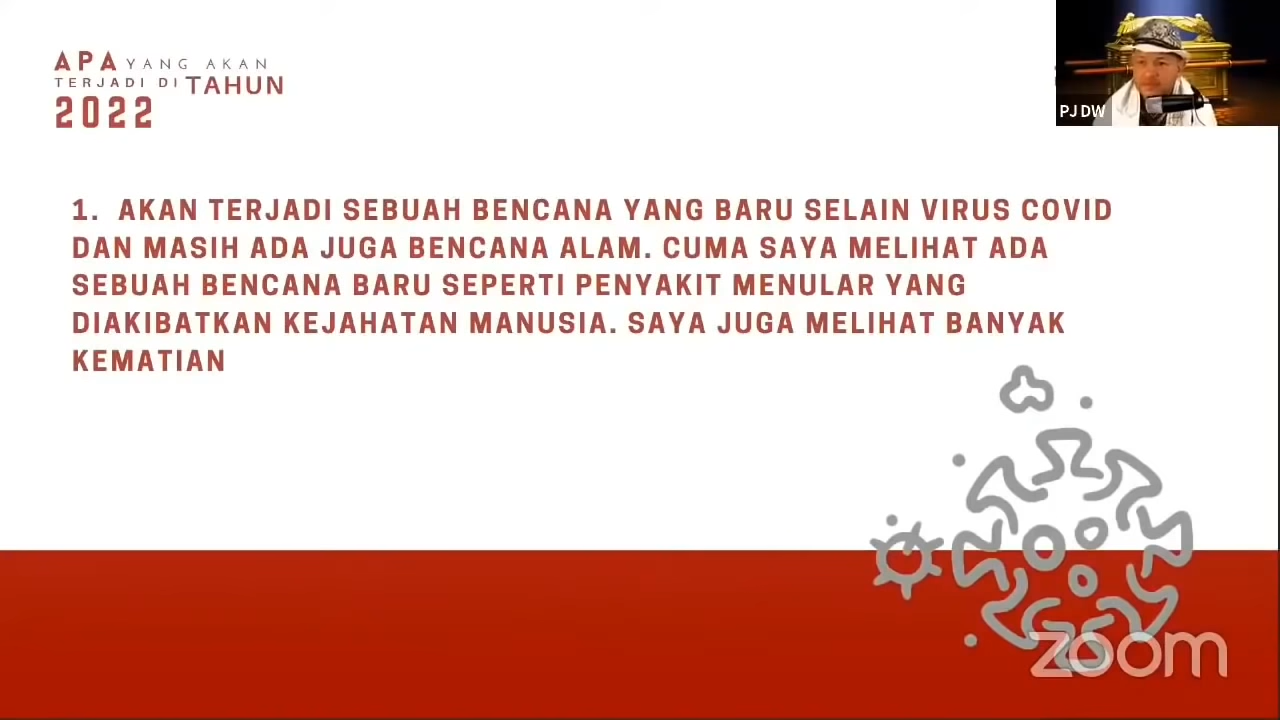 APA YANG AKAN
TERJADI DI TAHUN
2022
PJ DW
1. AKAN TERJADI SEBUAH BENCANA YANG BARU SELAIN VIRUS COVID
DAN MASIH ADA JUGA BENCANA ALAM. CUMA SAYA MELIHAT ADA
SEBUAH BENCANA BARU SEPERTI PENYAKIT MENULAR YANG
DIAKIBATKAN KEJAHATAN MANUSIA. SAYA JUGA MELIHAT BANYAK
KEMATIAN
zoom